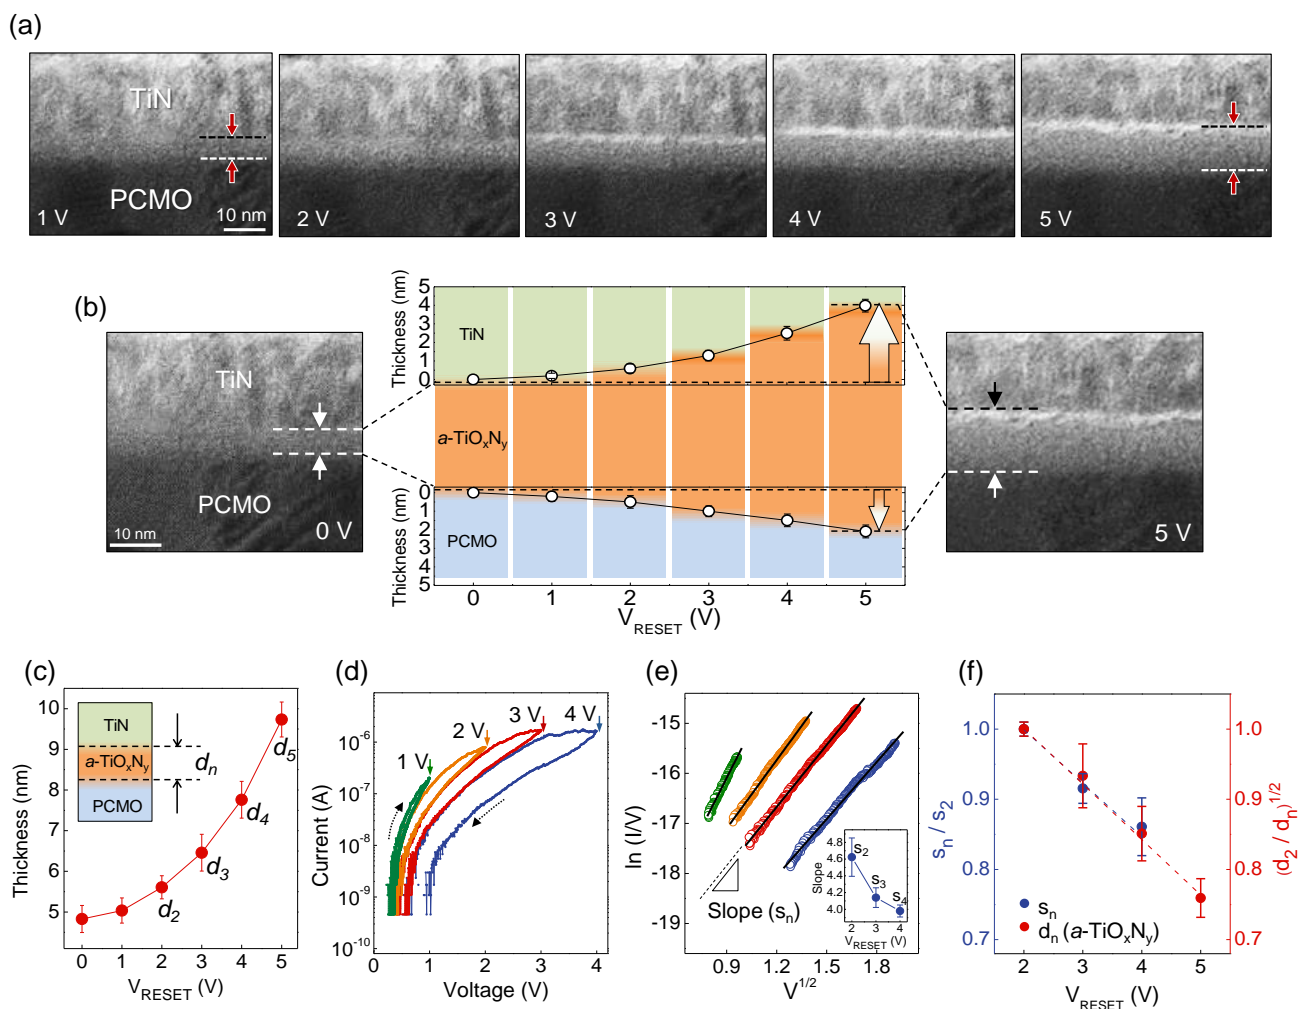 (a)
TiN
PCMO
1 V
10 nm
2 V
3 V
4 V
5 V
(b)
TiN
PCMO
10 nm
0 V
Thickness (nm)
5
4
3
2
1
0
TiN
a-TiOxNy
PCMO
Thickness (nm)
0
1
2
3
4
5
0 1 2 3 4 5
VRESET (V)
5 V
(c)
Thickness (nm)
10
9
8
7
6
5
TiN
a-TiOxNy
PCMO
dn
d2
d3
d4
d5
0 1 2 3 4 5
VRESET (V)
(d)
Current (A)
10-6
10-7
10-8
10-9
10-10
1 V
2 V
3 V
4 V
0 1 2 3 4
Voltage (V)
(e)
ln (I/V)
-15
-16
-17
-18
-19
Slope (sn)
Slope
4.8
4.4
4.0
s2
s3
s4
2 3 4
VRESET (V)
0.9 1.2 1.5 1.8
V1/2
(f)
sn / s2
1.0
0.9
0.8
0.7
sn
dn (a-TiOxNy)
2 3 4 5
VRESET (V)
1.0
0.9
0.8
0.7
(d2 / dn)1/2